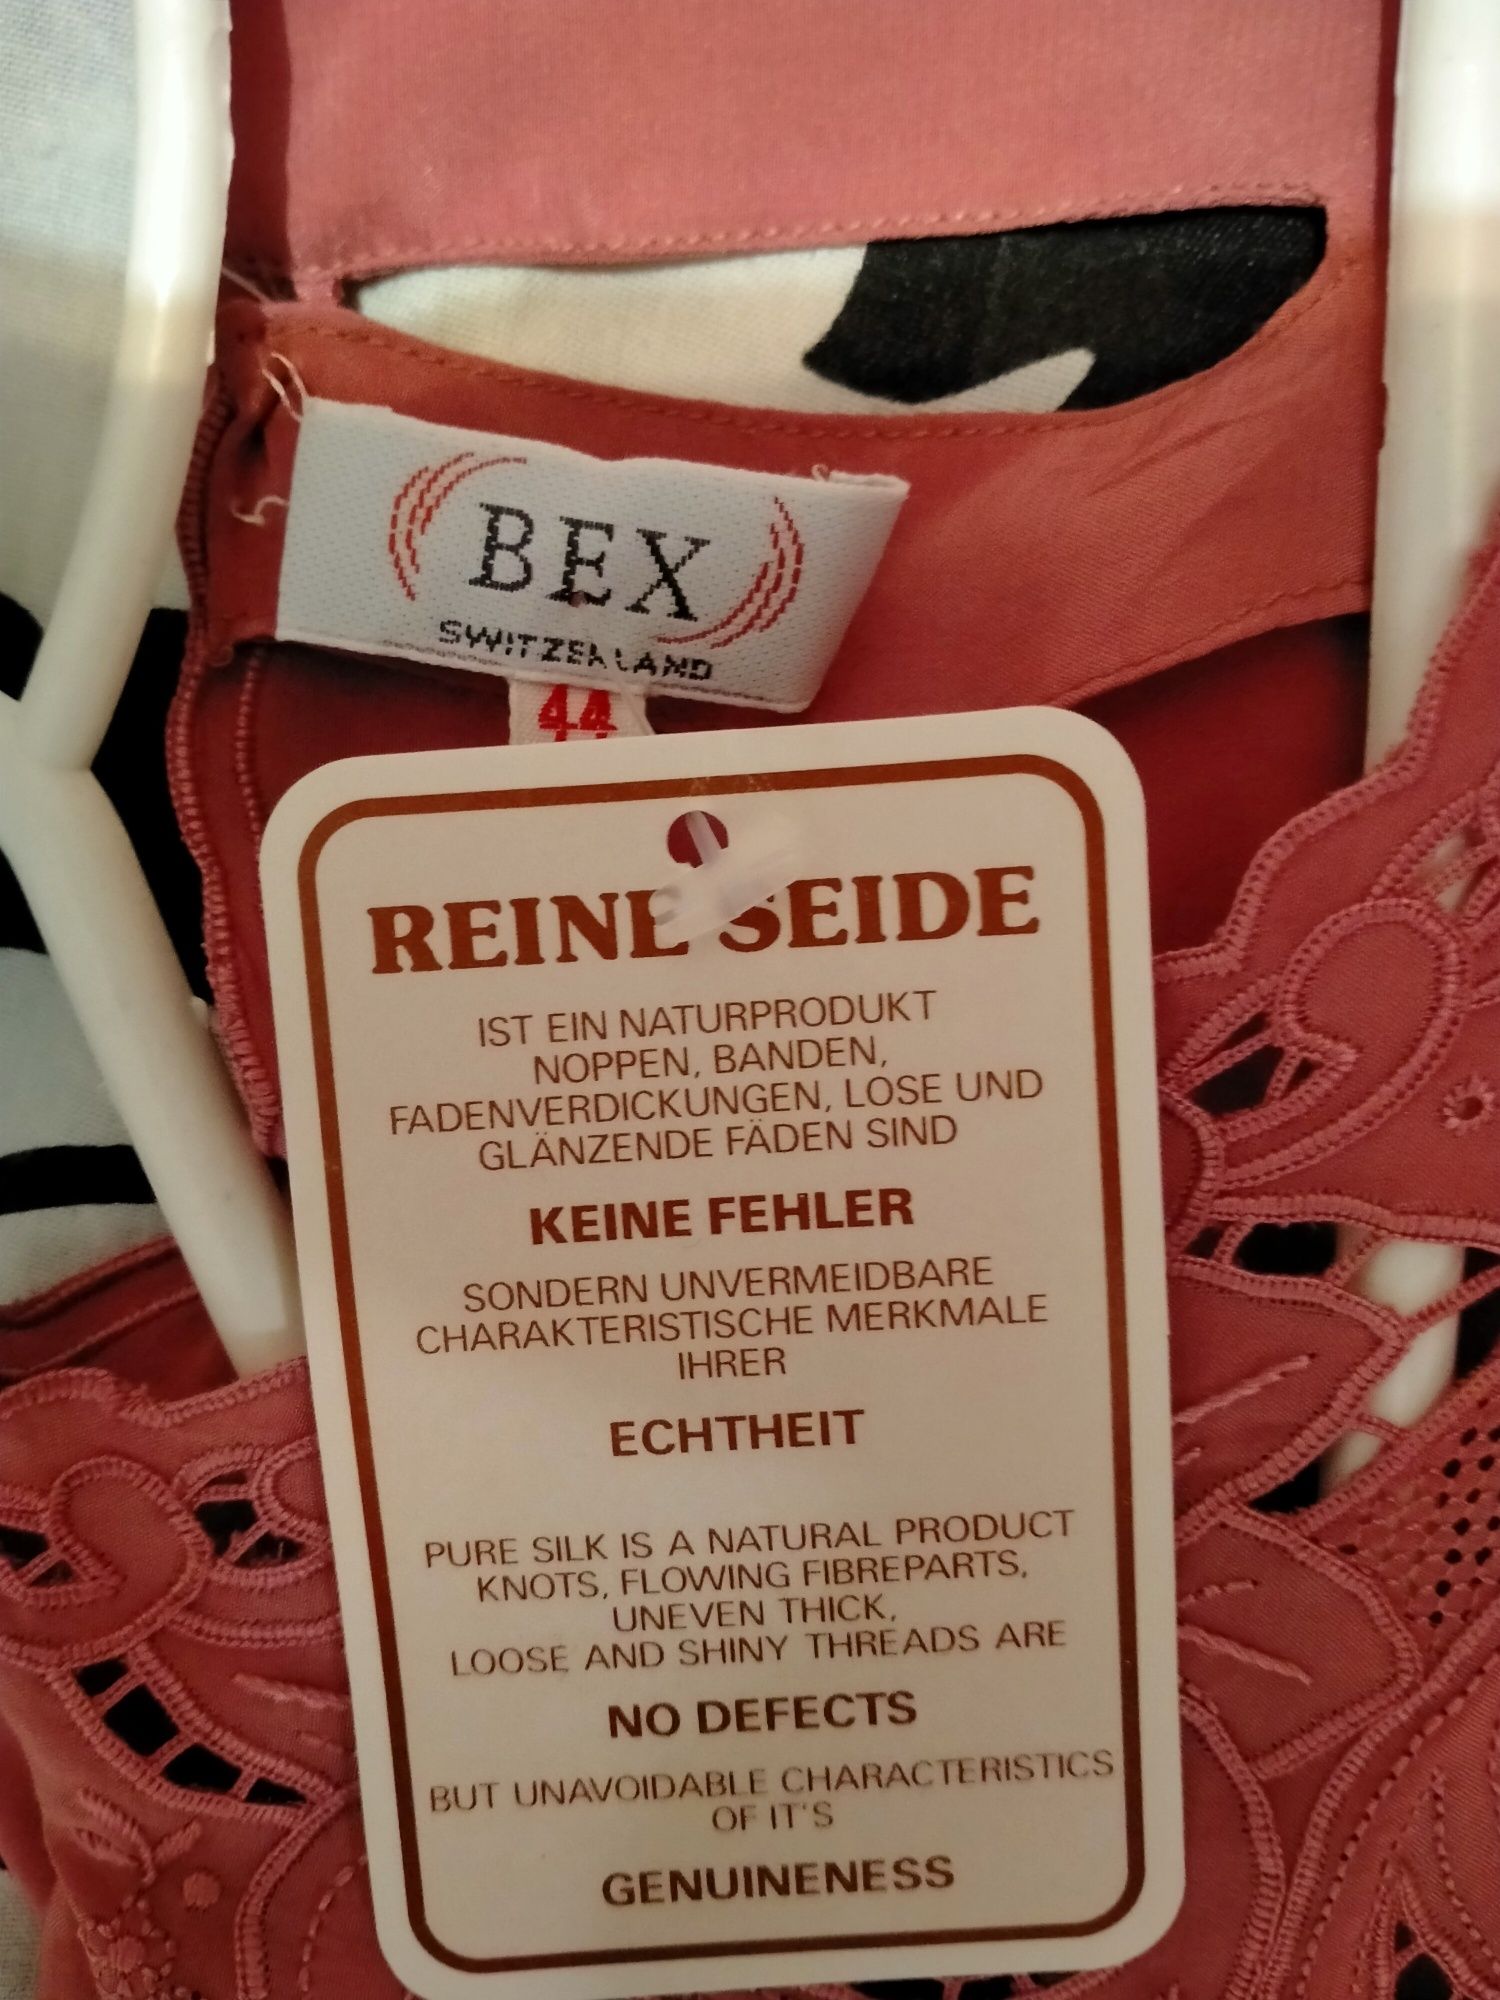 BEX
SWITZERLAND
44
REINE SEIDE
IST EIN NATURPRODUKT
NOPPEN, BANDEN,
FADENVERDICKUNGEN, LOSE UND
GLÄNZENDE FÄDEN SIND
KEINE FEHLER
SONDERN UNVERMEIDBARE
CHARAKTERISTISCHE MERKMALE
IHRER
ECHTHEIT
PURE SILK IS A NATURAL PRODUCT
KNOTS, FLOWING FIBREPARTS,
UNEVEN THICK,
LOOSE AND SHINY THREADS ARE
NO DEFECTS
BUT UNAVOIDABLE CHARACTERISTICS
OF IT'S
GENUINENESS